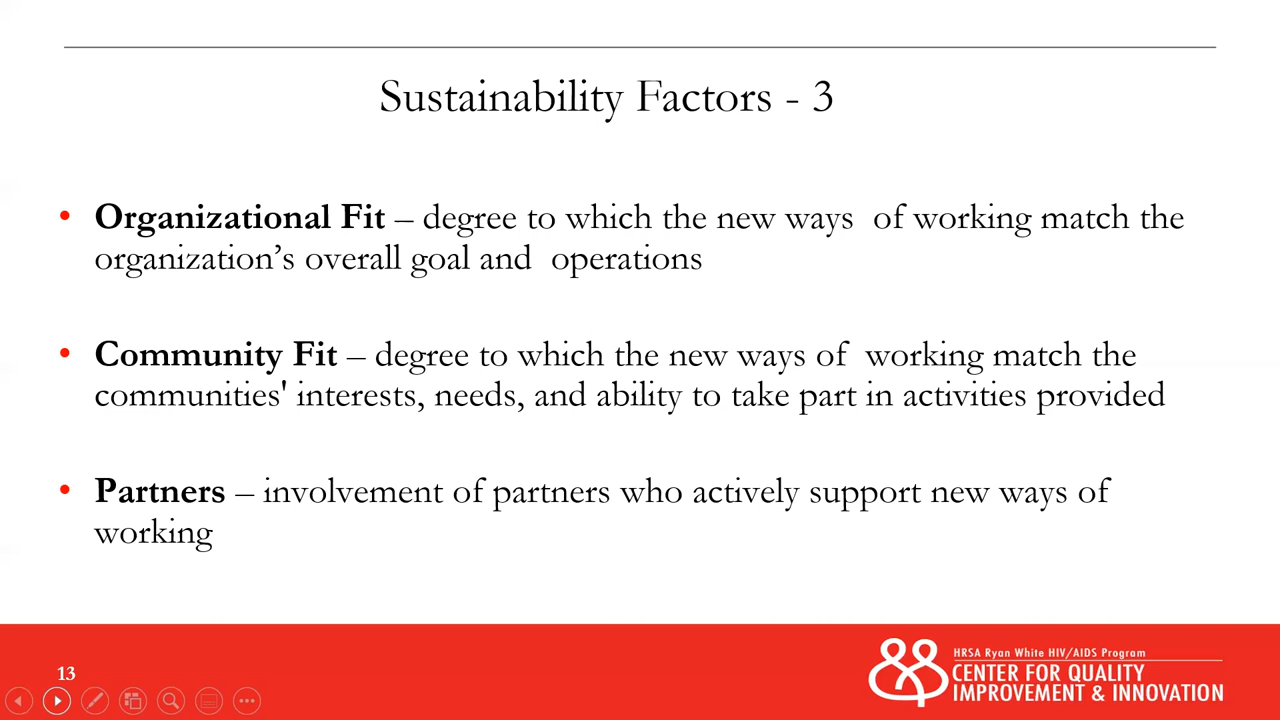 Sustainability Factors - 3
• Organizational Fit – degree to which the new ways  of working match the
organization’s overall goal and  operations
• Community Fit – degree to which the new ways of  working match the
communities' interests, needs, and ability to take part in activities provided
• Partners – involvement of partners who actively support new ways of
working
13
HRSA Ryan White HIV/AIDS Program
CENTER FOR QUALITY
IMPROVEMENT & INNOVATION